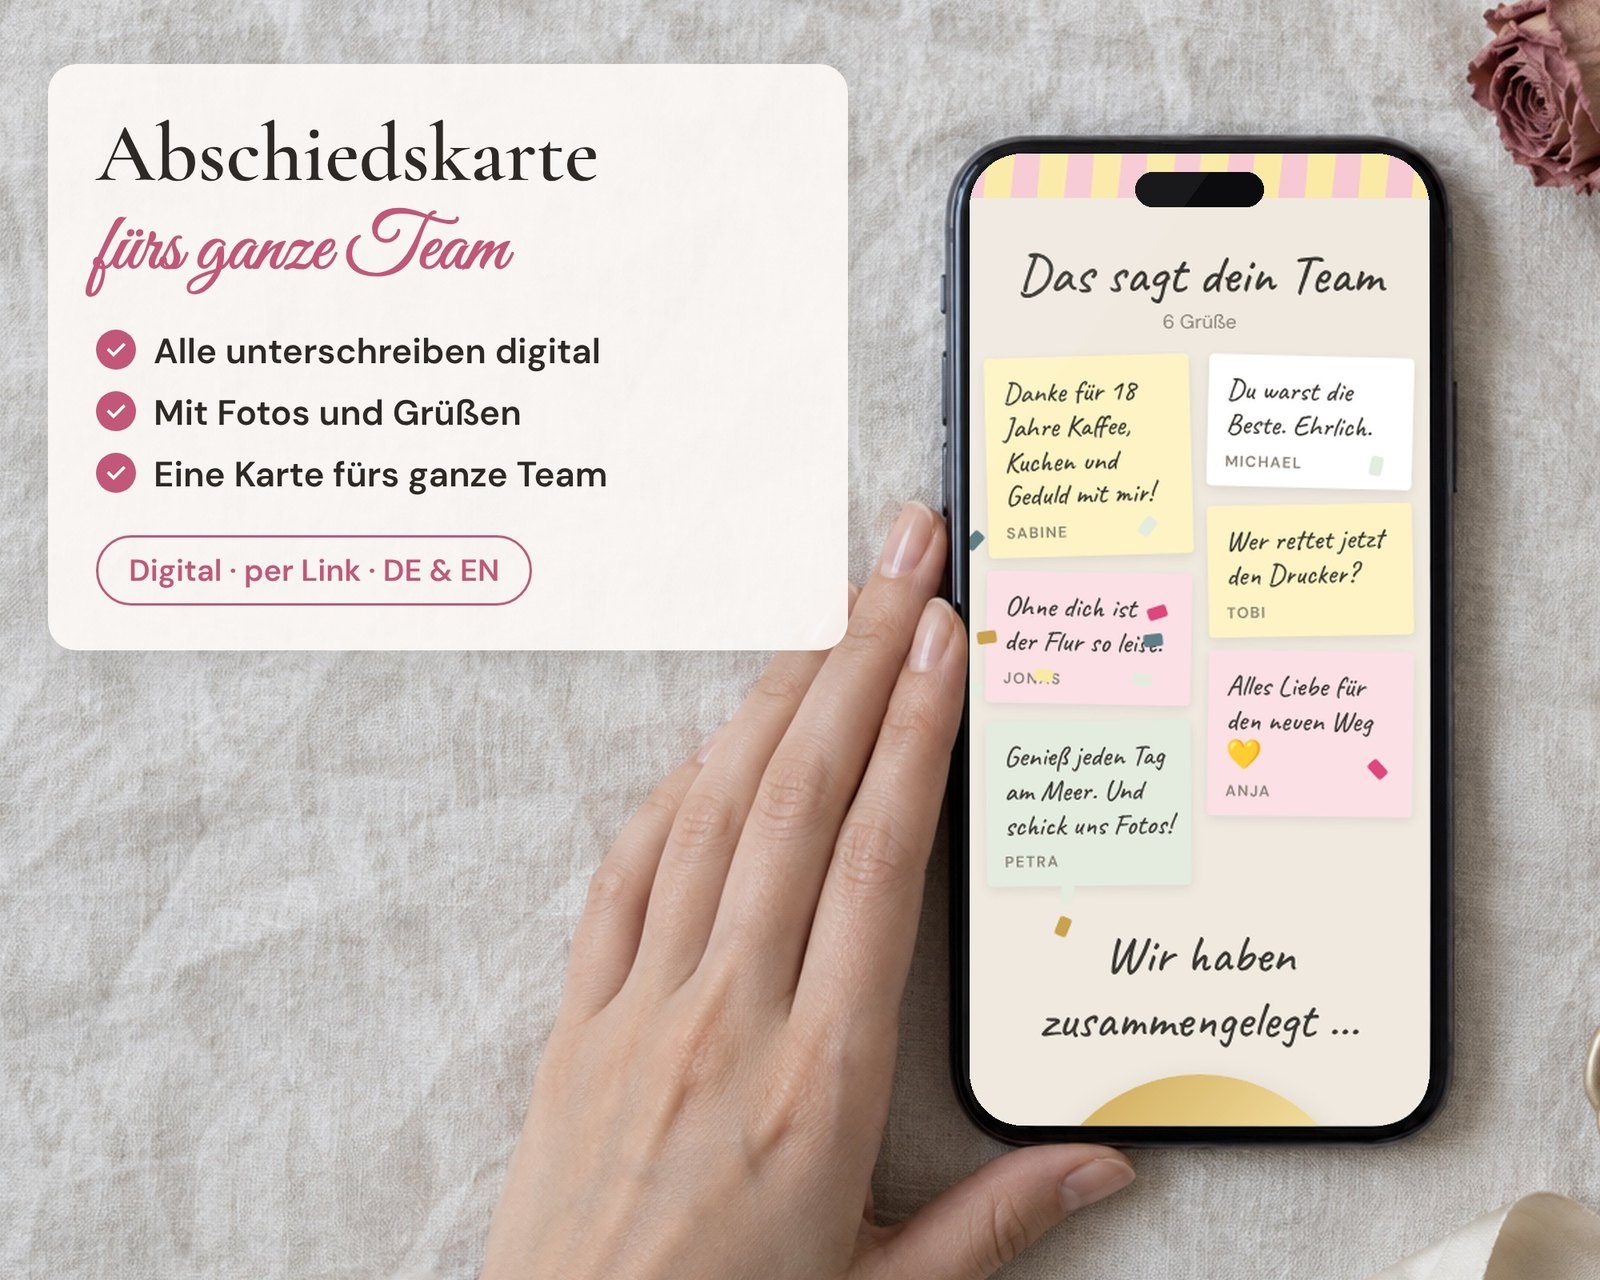 Abschiedskarte
fürs ganze Team
Alle unterschreiben digital
Mit Fotos und Grüßen
Eine Karte fürs ganze Team
Digital · per Link · DE & EN
Das sagt dein Team
6 Grüße
Danke für 18
Jahre Kaffee,
Kuchen und
Geduld mit mir!
SABINE
Ohne dich ist
der Flur so leise.
JONAS
Genieß jeden Tag
am Meer. Und
schick uns Fotos!
PETRA
Du warst die
Beste. Ehrlich.
MICHAEL
Wer rettet jetzt
den Drucker?
TOBI
Alles Liebe für
den neuen Weg
💛
ANJA
Wir haben
zusammengelegt ...